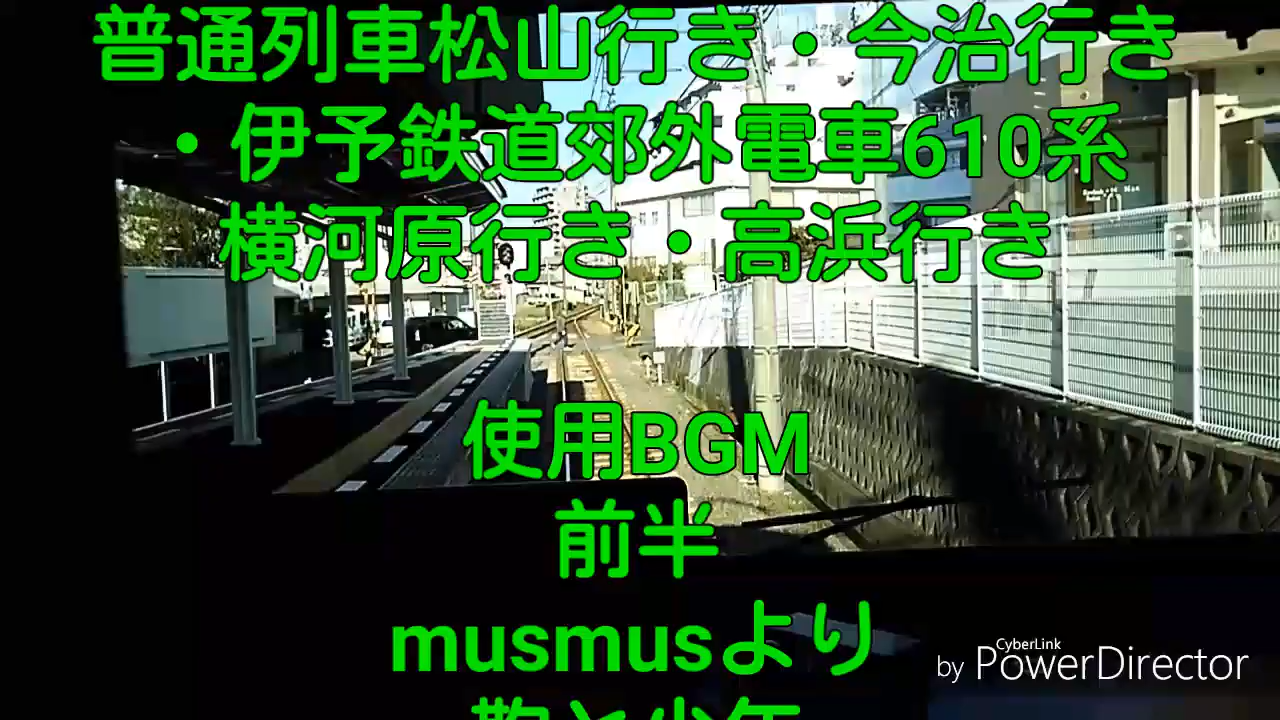 普通列車松山行き・今治行き
・伊予鉄道郊外電車610系
横河原行き・高浜行き
使用BGM
前半
musmusより
CyberLink
by PowerDirector